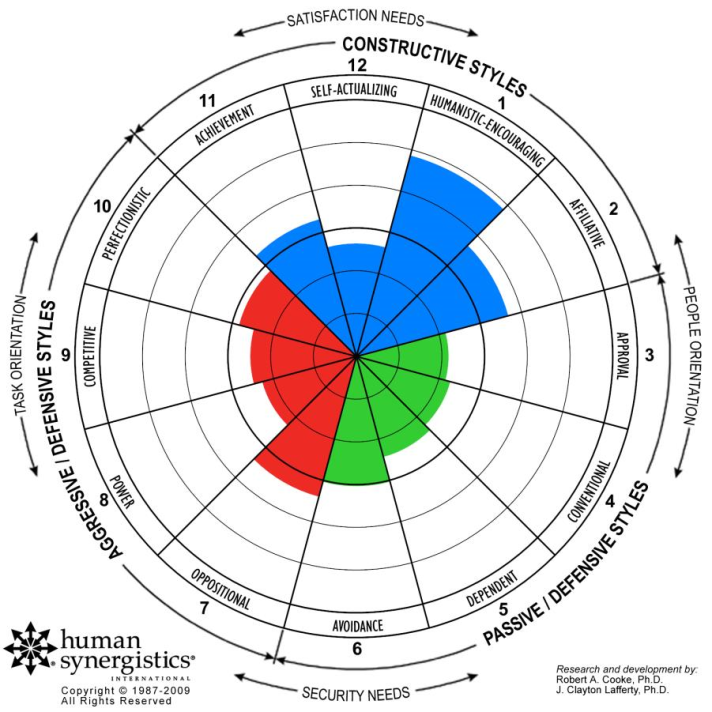 SATISFACTION NEEDS
CONSTRUCTIVE STYLES
12
SELF-ACTUALIZING
1
HUMANISTIC-ENCOURAGING
11
ACHIEVEMENT
2
AFFILIATIVE
10
PERFECTIONISTIC
TASK ORIENTATION
PEOPLE ORIENTATION
AGGRESSIVE / DEFENSIVE STYLES
9
COMPETITIVE
APPROVAL
3
8
POWER
CONVENTIONAL
4
7
OPPOSITIONAL
DEPENDENT
5
PASSIVE / DEFENSIVE STYLES
AVOIDANCE
6
SECURITY NEEDS
human
synergistics®
INTERNATIONAL
Copyright © 1987-2009
All Rights Reserved
Research and development by:
Robert A. Cooke, Ph.D.
J. Clayton Lafferty, Ph.D.